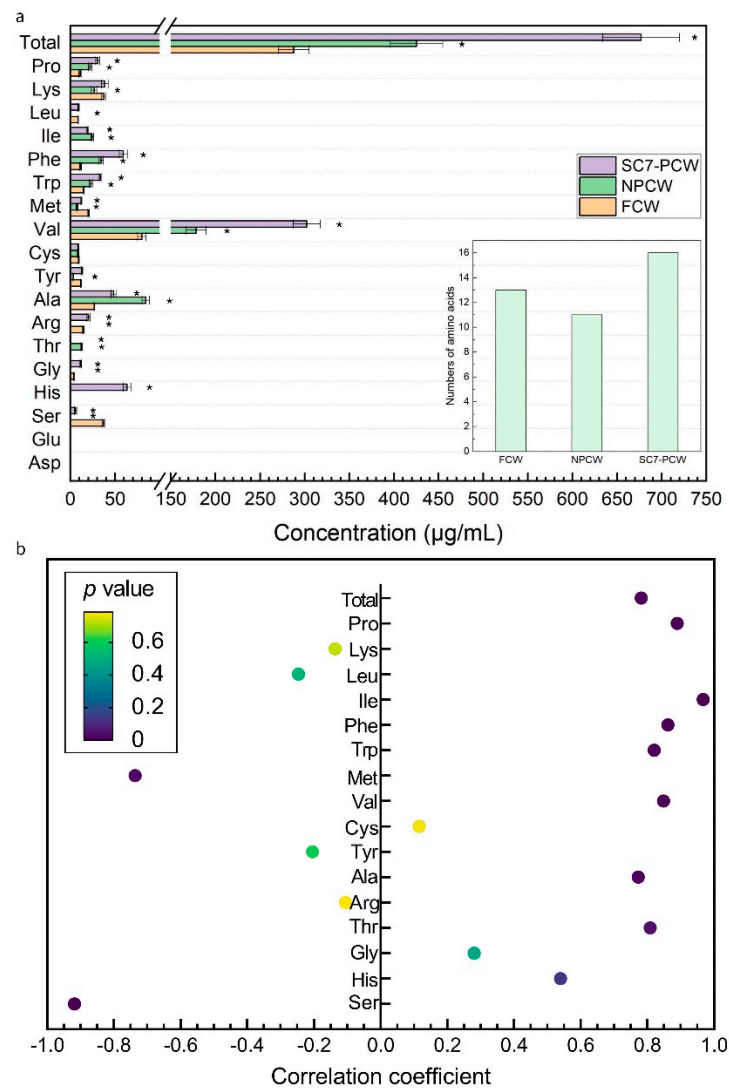 a
Total
Pro
Lys
Leu
Ile
Phe
Trp
Met
Val
Cys
Tyr
Ala
Arg
Thr
Gly
His
Ser
Glu
Asp
* * * * * * * * * * * * * * * * * * * * * * * * * * * *
SC7-PCW
NPCW
FCW
Numbers of amino acids
16
14
12
10
8
6
4
2
0
FCW NPCW SC7-PCW
0 50 150 200 250 300 350 400 450 500 550 600 650 700 750
Concentration (µg/mL)
b
p value
0.6
0.4
0.2
0
Total
Pro
Lys
Leu
Ile
Phe
Trp
Met
Val
Cys
Tyr
Ala
Arg
Thr
Gly
His
Ser
-1.0 -0.8 -0.6 -0.4 -0.2 0.0 0.2 0.4 0.6 0.8 1.0
Correlation coefficient